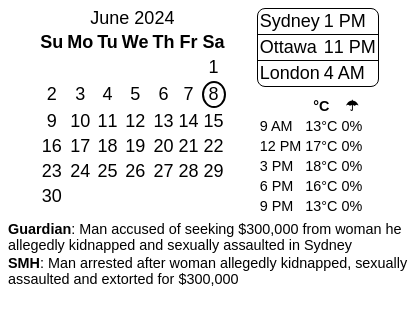 June 2024
Su Mo Tu We Th Fr Sa
1
2 3 4 5 6 7 8
9 10 11 12 13 14 15
16 17 18 19 20 21 22
23 24 25 26 27 28 29
30
Sydney 1 PM
Ottawa 11 PM
London 4 AM
°C ☂
9 AM 13°C 0%
12 PM 17°C 0%
3 PM 18°C 0%
6 PM 16°C 0%
9 PM 13°C 0%
Guardian: Man accused of seeking $300,000 from woman he
allegedly kidnapped and sexually assaulted in Sydney
SMH: Man arrested after woman allegedly kidnapped, sexually
assaulted and extorted for $300,000